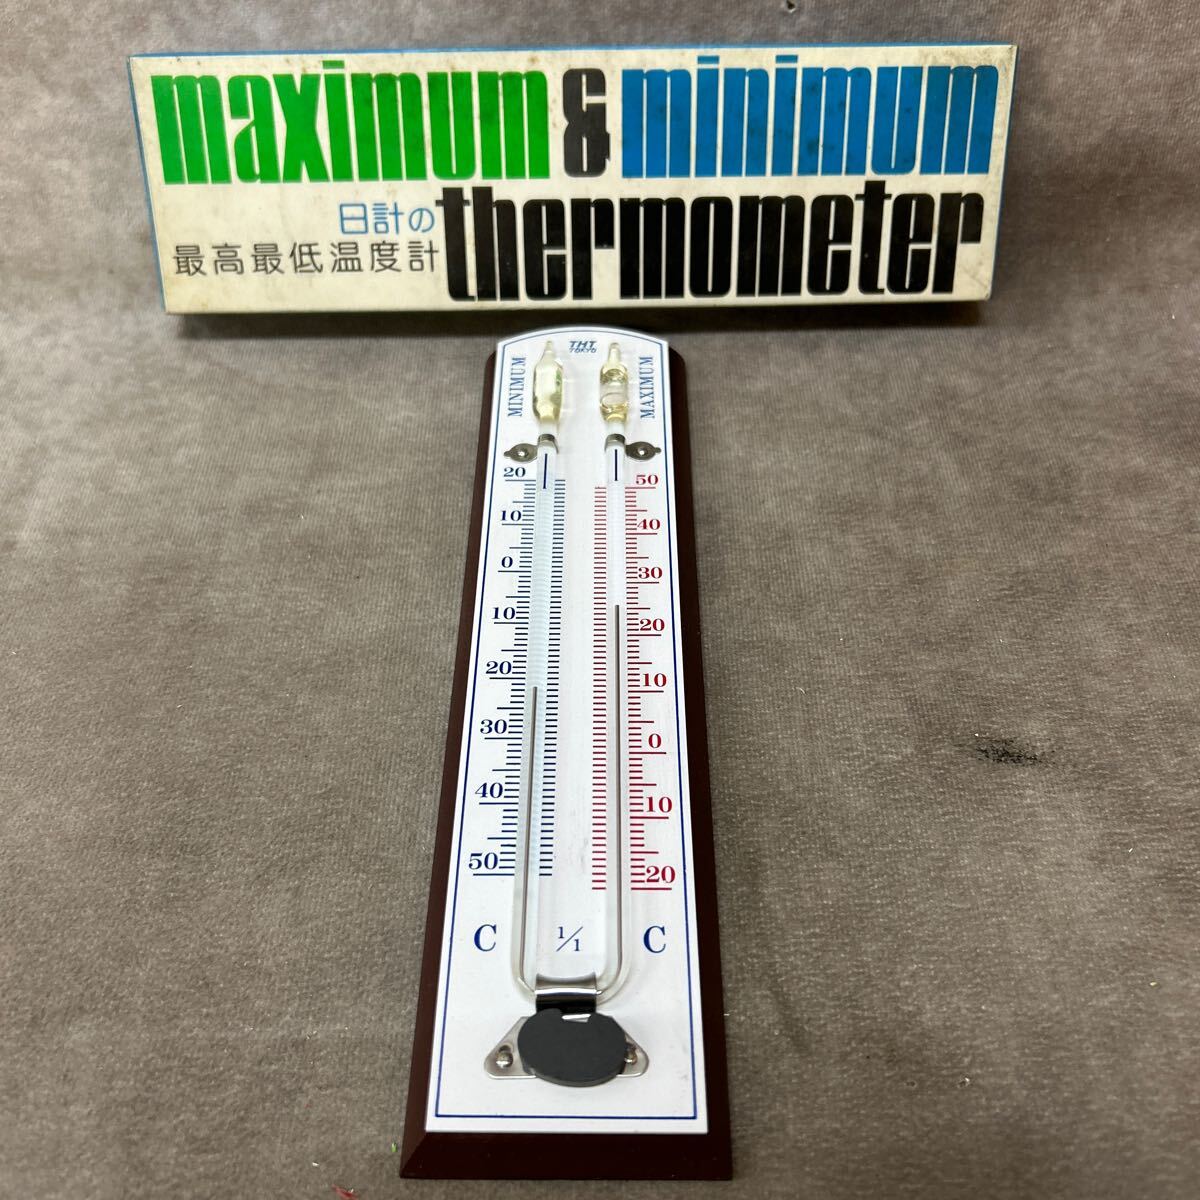 maximum & minimum
日計の
thermometer
最高最低温度計
THT
TOKYO
MINIMUM
MAXIMUM
20 50
10 40
0 30
10 20
20 10
30 0
40 10
50 20
C 1/1 C